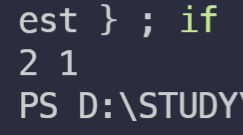 est } ; if
2 1
PS D:\STUDY\